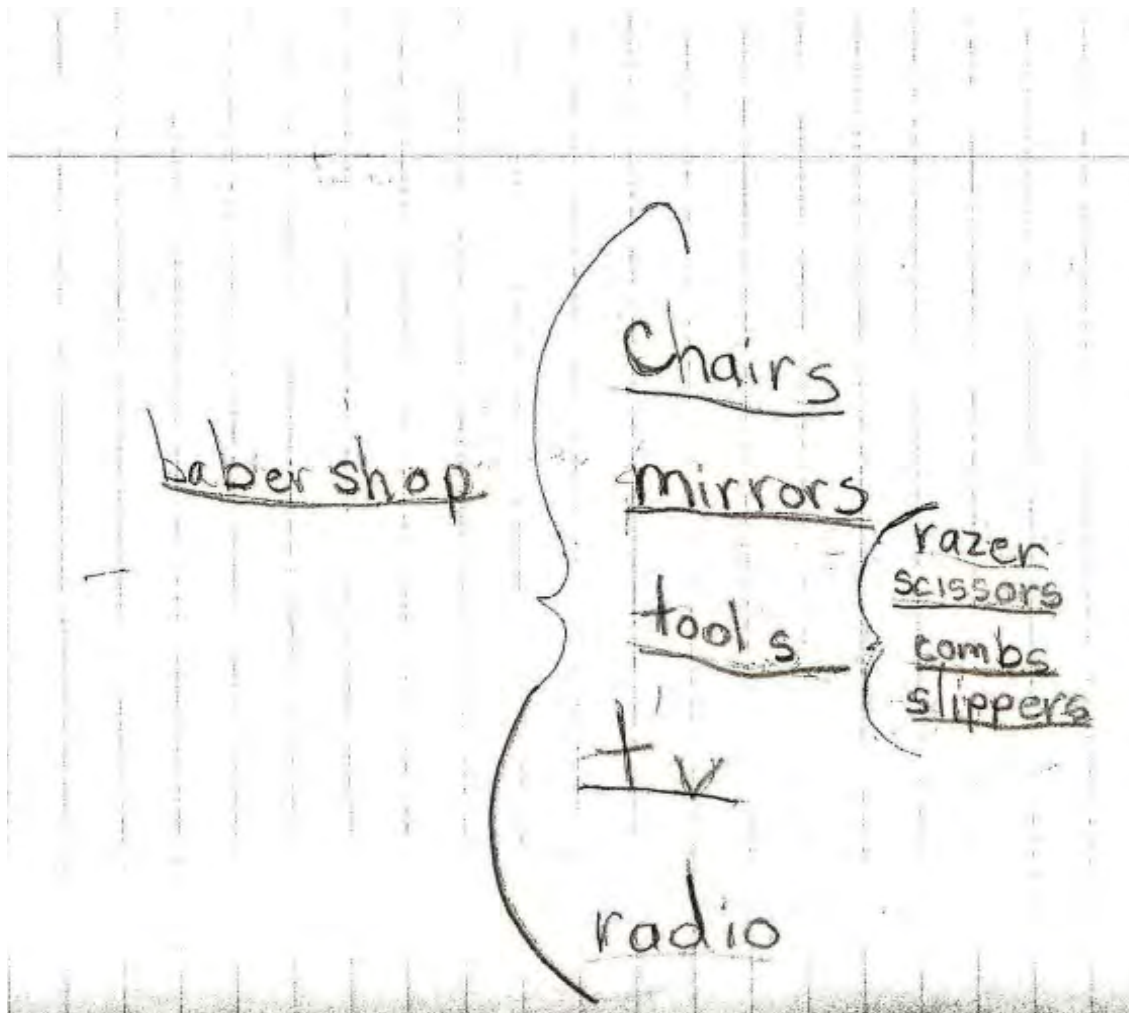 baber shop
Chairs
mirrors
tools
razer
scissors
combs
slippers
tv
radio